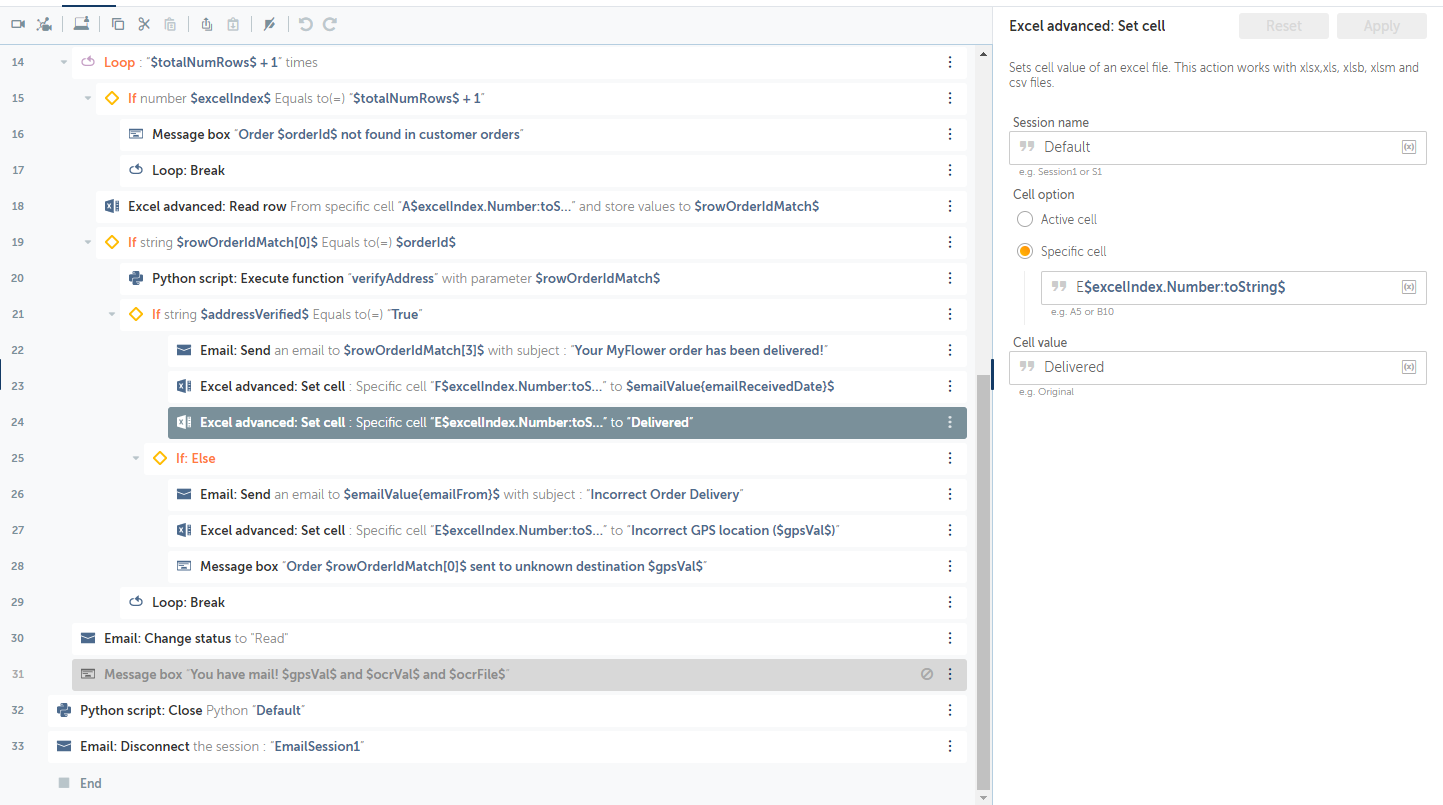 14 Loop : "$totalNumRows$ + 1" times
15 If number $excelIndex$ Equals to(=) "$totalNumRows$ + 1"
16 Message box "Order $orderId$ not found in customer orders"
17 Loop: Break
18 Excel advanced: Read row From specific cell "A$excelIndex.Number:toS..." and store values to $rowOrderIdMatch$
19 If string $rowOrderIdMatch[0]$ Equals to(=) $orderId$
20 Python script: Execute function "verifyAddress" with parameter $rowOrderIdMatch$
21 If string $addressVerified$ Equals to(=) "True"
22 Email: Send an email to $rowOrderIdMatch[3]$ with subject : "Your MyFlower order has been delivered!"
23 Excel advanced: Set cell : Specific cell "F$excelIndex.Number:toS..." to $emailValue{emailReceivedDate}$
24 Excel advanced: Set cell : Specific cell "E$excelIndex.Number:toS..." to "Delivered"
25 If: Else
26 Email: Send an email to $emailValue{emailFrom}$ with subject : "Incorrect Order Delivery"
27 Excel advanced: Set cell : Specific cell "E$excelIndex.Number:toS..." to "Incorrect GPS location ($gpsVal$)"
28 Message box "Order $rowOrderIdMatch[0]$ sent to unknown destination $gpsVal$"
29 Loop: Break
30 Email: Change status to "Read"
31 Message box "You have mail! $gpsVal$ and $ocrVal$ and $ocrFile$"
32 Python script: Close Python "Default"
33 Email: Disconnect the session : "EmailSession1"
End
Excel advanced: Set cell
Reset
Apply
Sets cell value of an excel file. This action works with xlsx,xls, xlsb, xlsm and
csv files.
Session name
Default (x)
e.g. Session1 or S1
Cell option
Active cell
Specific cell
E$excelIndex.Number:toString$ (x)
e.g. A5 or B10
Cell value
Delivered (x)
e.g. Original